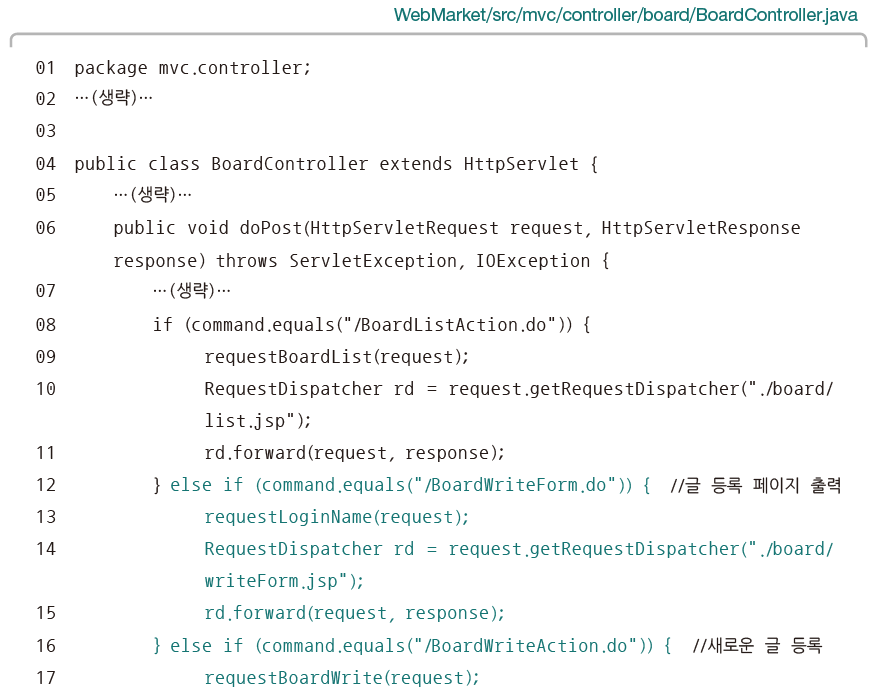 WebMarket/src/mvc/controller/board/BoardController.java
01 package mvc.controller;
02 …(생략)…
03
04 public class BoardController extends HttpServlet {
05 …(생략)…
06 public void doPost(HttpServletRequest request, HttpServletResponse
response) throws ServletException, IOException {
07 …(생략)…
08 if (command.equals("/BoardListAction.do")) {
09 requestBoardList(request);
10 RequestDispatcher rd = request.getRequestDispatcher("./board/
list.jsp");
11 rd.forward(request, response);
12 } else if (command.equals("/BoardWriteForm.do")) { //글 등록 페이지 출력
13 requestLoginName(request);
14 RequestDispatcher rd = request.getRequestDispatcher("./board/
writeForm.jsp");
15 rd.forward(request, response);
16 } else if (command.equals("/BoardWriteAction.do")) { //새로운 글 등록
17 requestBoardWrite(request);